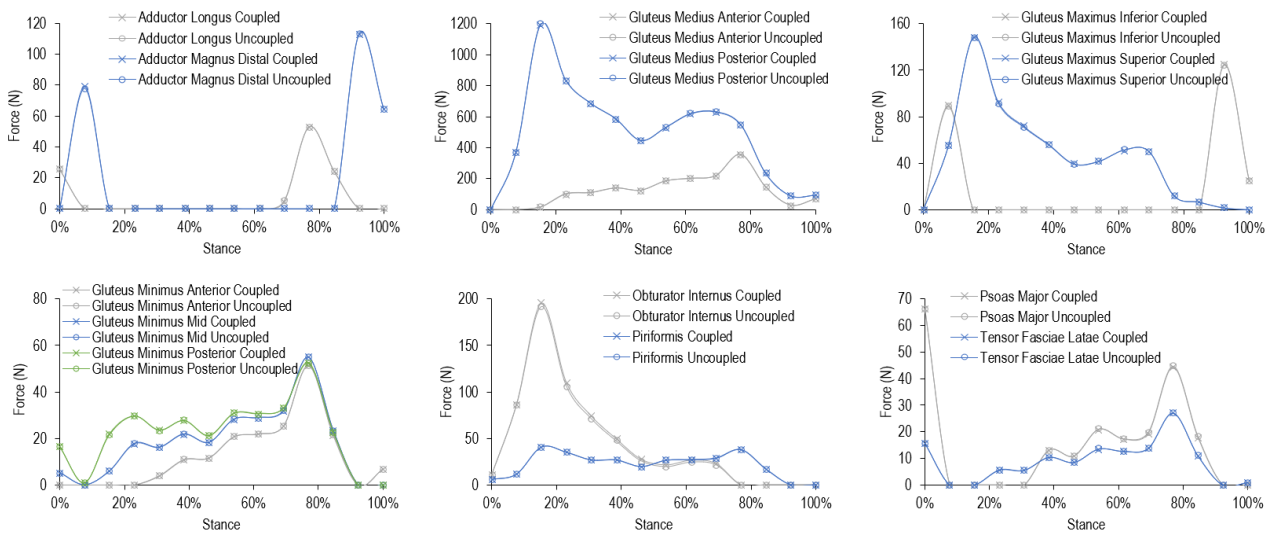 Adductor Longus Coupled
Adductor Longus Uncoupled
Adductor Magnus Distal Coupled
Adductor Magnus Distal Uncoupled
120
100
80
60
40
20
0
Force (N)
0% 20% 40% 60% 80% 100%
Stance
Gluteus Medius Anterior Coupled
Gluteus Medius Anterior Uncoupled
Gluteus Medius Posterior Coupled
Gluteus Medius Posterior Uncoupled
1200
1000
800
600
400
200
0
Force (N)
0% 20% 40% 60% 80% 100%
Stance
Gluteus Maximus Inferior Coupled
Gluteus Maximus Inferior Uncoupled
Gluteus Maximus Superior Coupled
Gluteus Maximus Superior Uncoupled
160
120
80
40
0
Force (N)
0% 20% 40% 60% 80% 100%
Stance
Gluteus Minimus Anterior Coupled
Gluteus Minimus Anterior Uncoupled
Gluteus Minimus Mid Coupled
Gluteus Minimus Mid Uncoupled
Gluteus Minimus Posterior Coupled
Gluteus Minimus Posterior Uncoupled
80
60
40
20
0
Force (N)
0% 20% 40% 60% 80% 100%
Stance
Obturator Internus Coupled
Obturator Internus Uncoupled
Piriformis Coupled
Piriformis Uncoupled
200
150
100
50
0
Force (N)
0% 20% 40% 60% 80% 100%
Stance
Psoas Major Coupled
Psoas Major Uncoupled
Tensor Fasciae Latae Coupled
Tensor Fasciae Latae Uncoupled
70
60
50
40
30
20
10
0
Force (N)
0% 20% 40% 60% 80% 100%
Stance